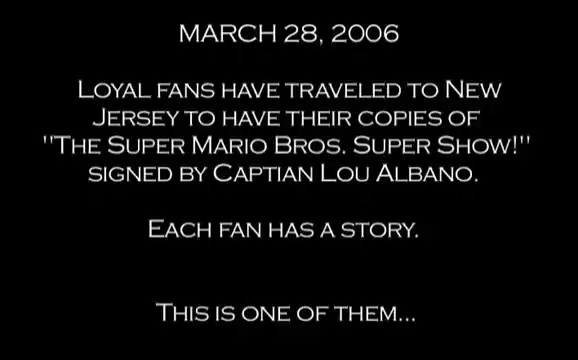 MARCH 28, 2006
LOYAL FANS HAVE TRAVELED TO NEW
JERSEY TO HAVE THEIR COPIES OF
"THE SUPER MARIO BROS. SUPER SHOW!"
SIGNED BY CAPTIAN LOU ALBANO.
EACH FAN HAS A STORY.
THIS IS ONE OF THEM...